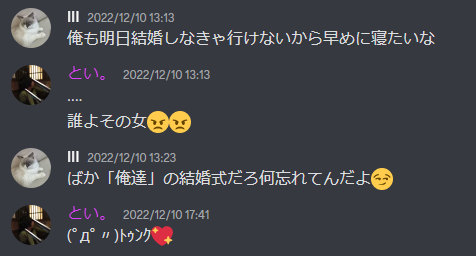 lll 2022/12/10 13:13
俺も明日結婚しなきゃ行けないから早めに寝たいな
とい。 2022/12/10 13:13
....
誰よその女😠😠
lll 2022/12/10 13:23
ばか「俺達」の結婚式だろ何忘れてんだよ😏
とい。 2022/12/10 17:41
(ﾟдﾟ〃)ﾄｩﾝｸ💖